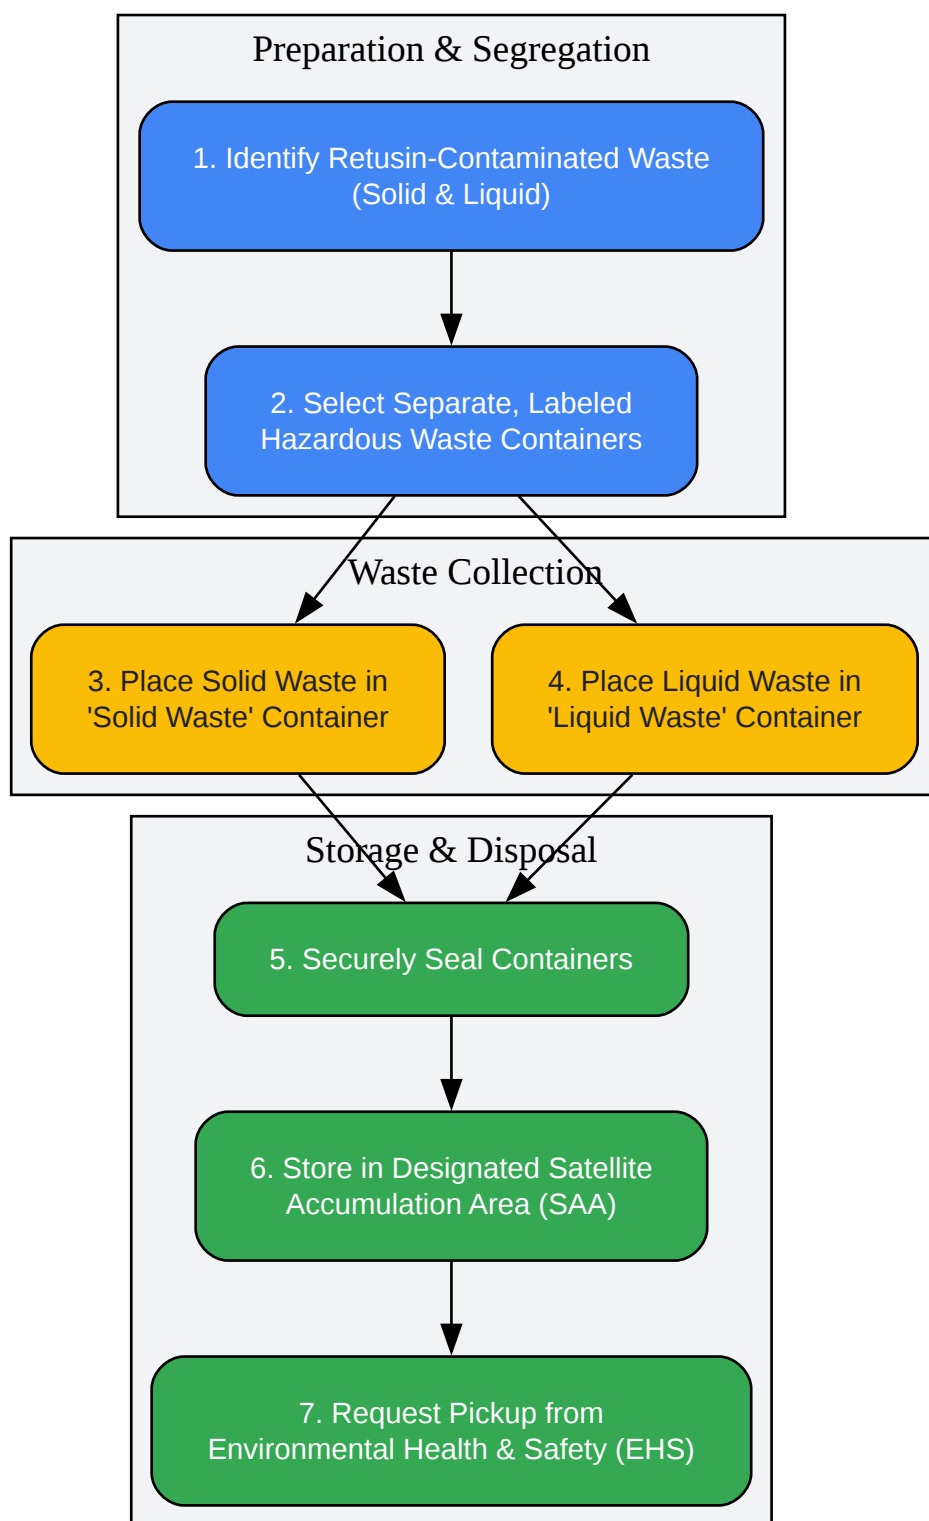 Preparation & Segregation
1. Identify Retusin-Contaminated Waste
(Solid & Liquid)
2. Select Separate, Labeled
Hazardous Waste Containers
Waste Collection
3. Place Solid Waste in
'Solid Waste' Container
4. Place Liquid Waste in
'Liquid Waste' Container
Storage & Disposal
5. Securely Seal Containers
6. Store in Designated Satellite
Accumulation Area (SAA)
7. Request Pickup from
Environmental Health & Safety (EHS)